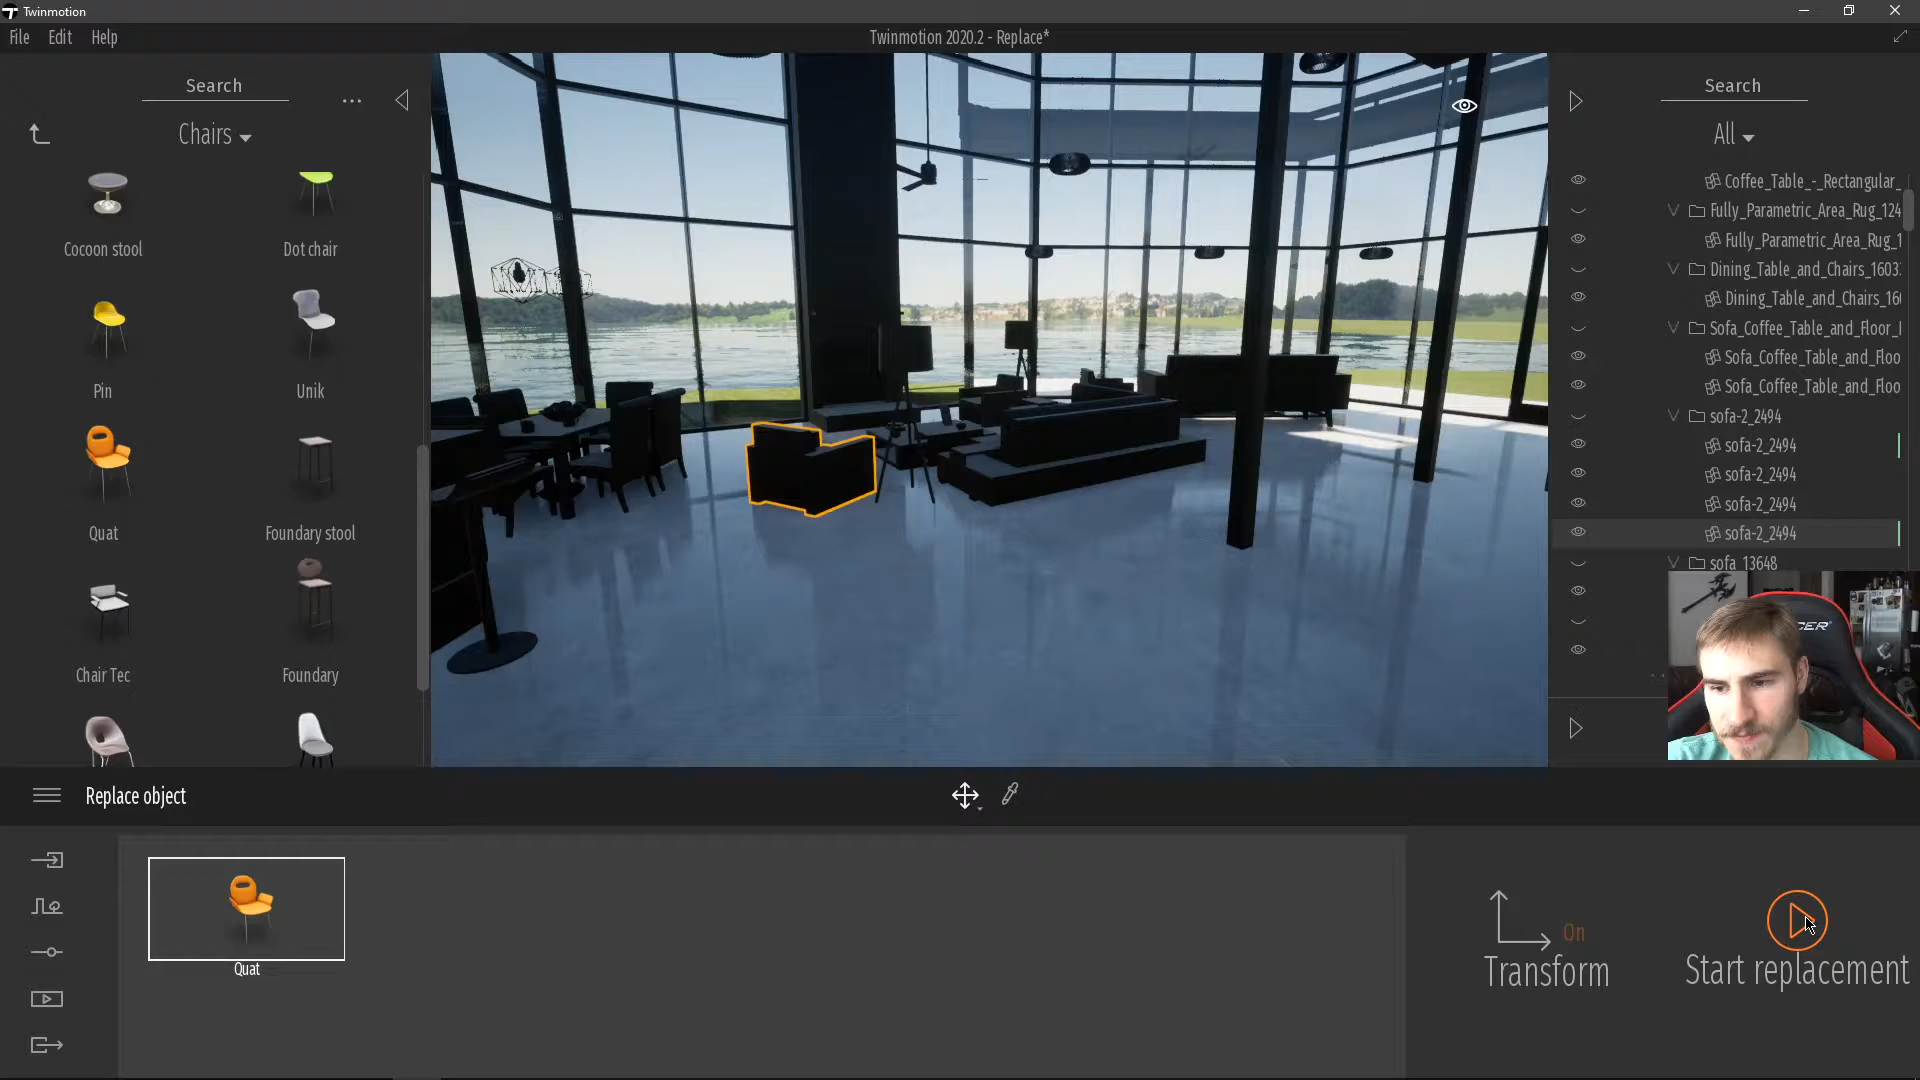 Twinmotion
File Edit Help
Twinmotion 2020.2 - Replace*
Search
...
Chairs
Cocoon stool
Dot chair
Pin
Unik
Quat
Foundary stool
Chair Tec
Foundary
Search
All
Coffee_Table_-_Rectangular_
Fully_Parametric_Area_Rug_124
Fully_Parametric_Area_Rug_1
Dining_Table_and_Chairs_1603
Dining_Table_and_Chairs_16
Sofa_Coffee_Table_and_Floor_
Sofa_Coffee_Table_and_Floo
Sofa_Coffee_Table_and_Floo
sofa-2_2494
sofa-2_2494
sofa-2_2494
sofa-2_2494
sofa-2_2494
sofa_13648
Replace object
Quat
On
Transform
Start replacement